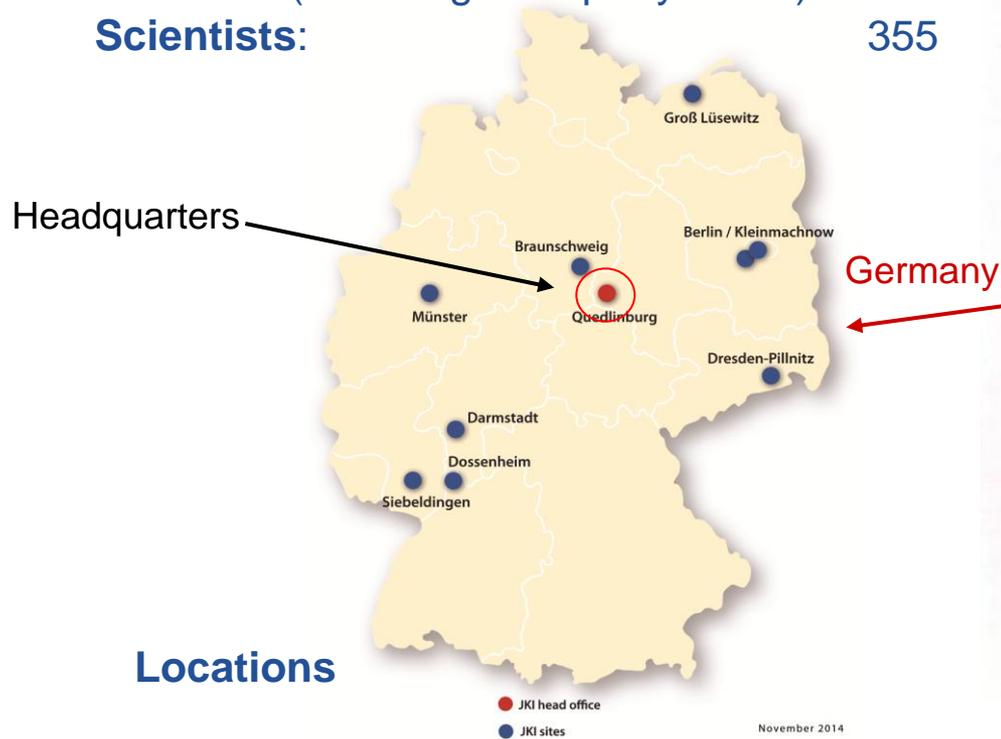 Scientists: 355
Groß Lüsewitz
Headquarters
Berlin / Kleinmachnow
Braunschweig
Germany
Münster
Quedlinburg
Dresden-Pillnitz
Darmstadt
Dossenheim
Siebeldingen
Locations
JKI head office
November 2014
JKI sites